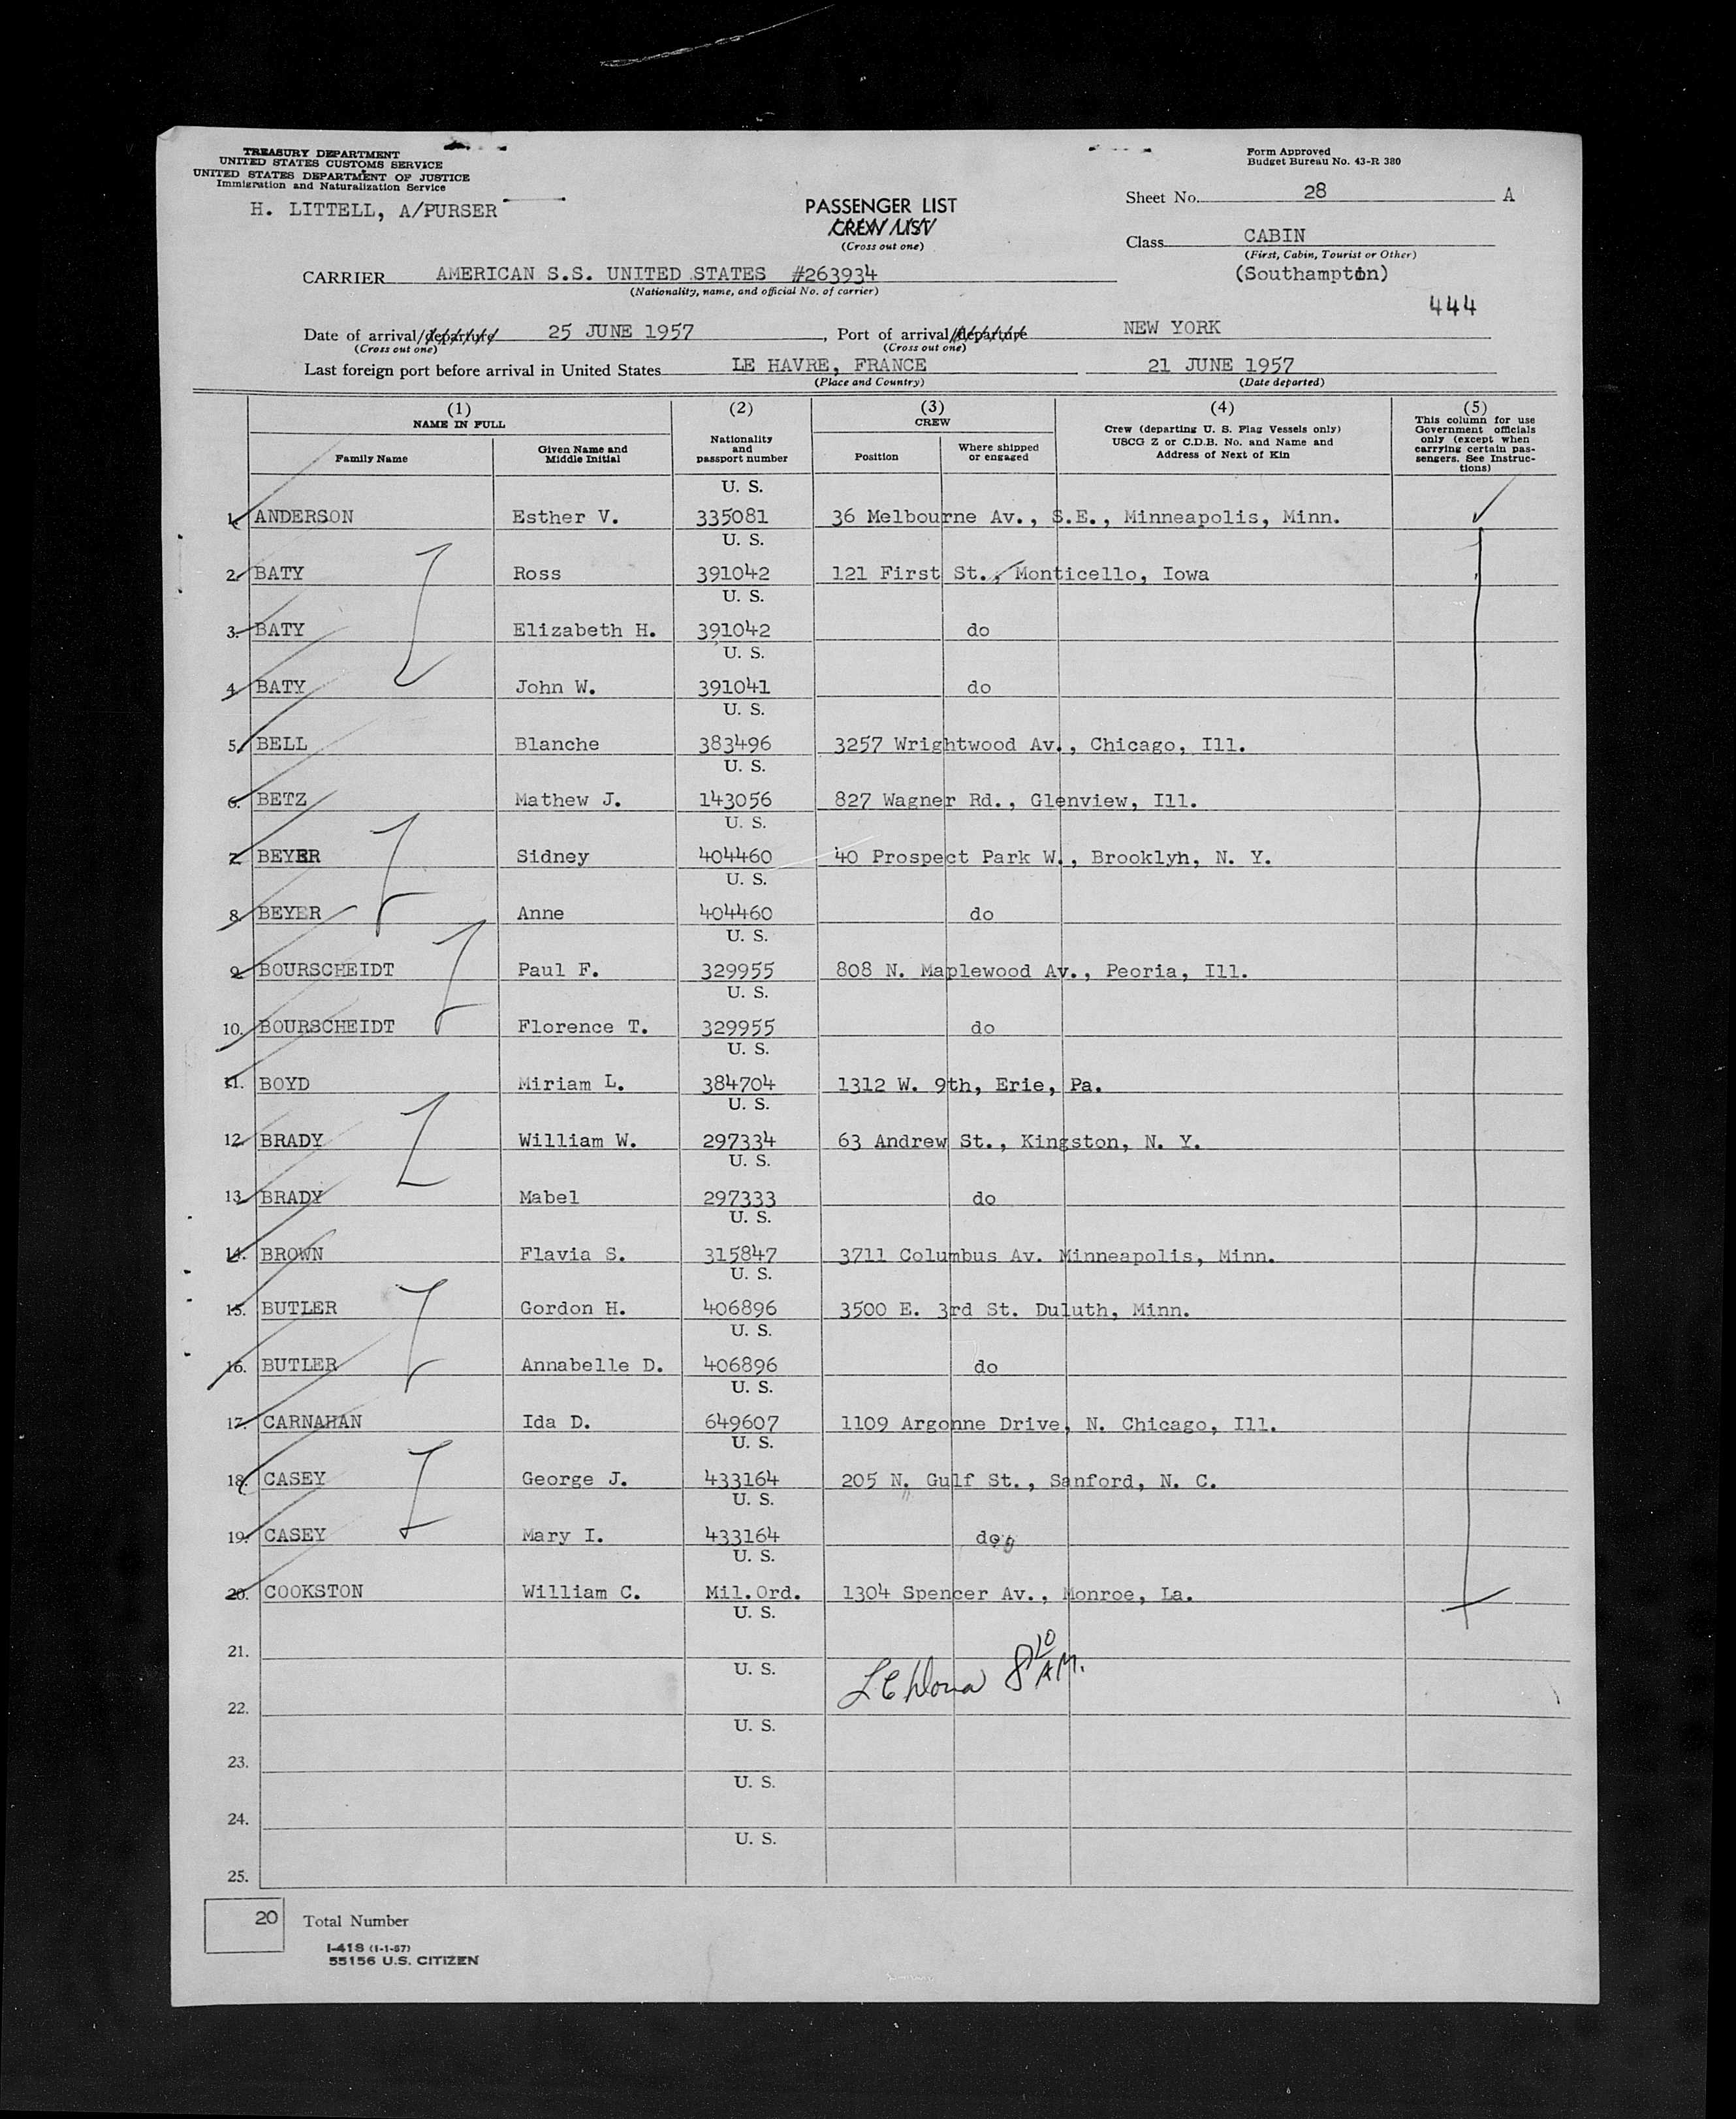 TREASURY DEPARTMENT
UNITED STATES CUSTOMS SERVICE
UNITED STATES DEPARTMENT OF JUSTICE
Immigration and Naturalization Service
H. LITTELL, A/PURSER
Form Approved
Budget Bureau No. 43-R 380
PASSENGER LIST
CREW LIST
(Cross out one)
Sheet No. 28 A
Class CABIN
(First, Cabin, Tourist or Other)
(Southampton)
CARRIER AMERICAN S.S. UNITED STATES #263934
(Nationality, name, and official No. of carrier)
444
Date of arrival/departure 25 JUNE 1957, Port of arrival/departure NEW YORK
(Cross out one) (Cross out one)
Last foreign port before arrival in United States LE HAVRE, FRANCE 21 JUNE 1957
(Place and Country) (Date departed)
(1) NAME IN FULL
Family Name
Given Name and Middle Initial
(2)
Nationality and passport number
(3) CREW
Position
Where shipped or engaged
(4)
Crew (departing U. S. Flag Vessels only)
USCG Z or C.D.B. No. and Name and
Address of Next of Kin
(5)
This column for use
Government officials
only (except when
carrying certain pas-
sengers. See Instruc-
tions)
U. S.
1. ANDERSON Esther V. 335081 36 Melbourne Av., S.E., Minneapolis, Minn.
U. S.
2. BATY Ross 391042 121 First St., Monticello, Iowa
U. S.
3. BATY Elizabeth H. 391042 do
U. S.
4. BATY John W. 391041 do
U. S.
5. BELL Blanche 383496 3257 Wrightwood Av., Chicago, Ill.
U. S.
6. BETZ Mathew J. 143056 827 Wagner Rd., Glenview, Ill.
U. S.
7. BEYER Sidney 404460 40 Prospect Park W., Brooklyh, N. Y.
U. S.
8. BEYER Anne 404460 do
U. S.
9. BOURSCHEIDT Paul F. 329955 808 N. Maplewood Av., Peoria, Ill.
U. S.
10. BOURSCHEIDT Florence T. 329955 do
U. S.
11. BOYD Miriam L. 384704 1312 W. 9th, Erie, Pa.
U. S.
12. BRADY William W. 297334 63 Andrew St., Kingston, N. Y.
U. S.
13. BRADY Mabel 297333 do
U. S.
14. BROWN Flavia S. 315847 3711 Columbus Av. Minneapolis, Minn.
U. S.
15. BUTLER Gordon H. 406896 3500 E. 3rd St. Duluth, Minn.
U. S.
16. BUTLER Annabelle D. 406896 do
U. S.
17. CARNAHAN Ida D. 649607 1109 Argonne Drive, N. Chicago, Ill.
U. S.
18. CASEY George J. 433164 205 N. Gulf St., Sanford, N. C.
U. S.
19. CASEY Mary I. 433164 do
U. S.
20. COOKSTON William C. Mil.Ord. 1304 Spencer Av., Monroe, La.
U. S.
21.
U. S. 8 10 AM.
22.
U. S.
23.
U. S.
24.
U. S.
25.
20 Total Number
I-418 (1-1-57)
55156 U.S. CITIZEN